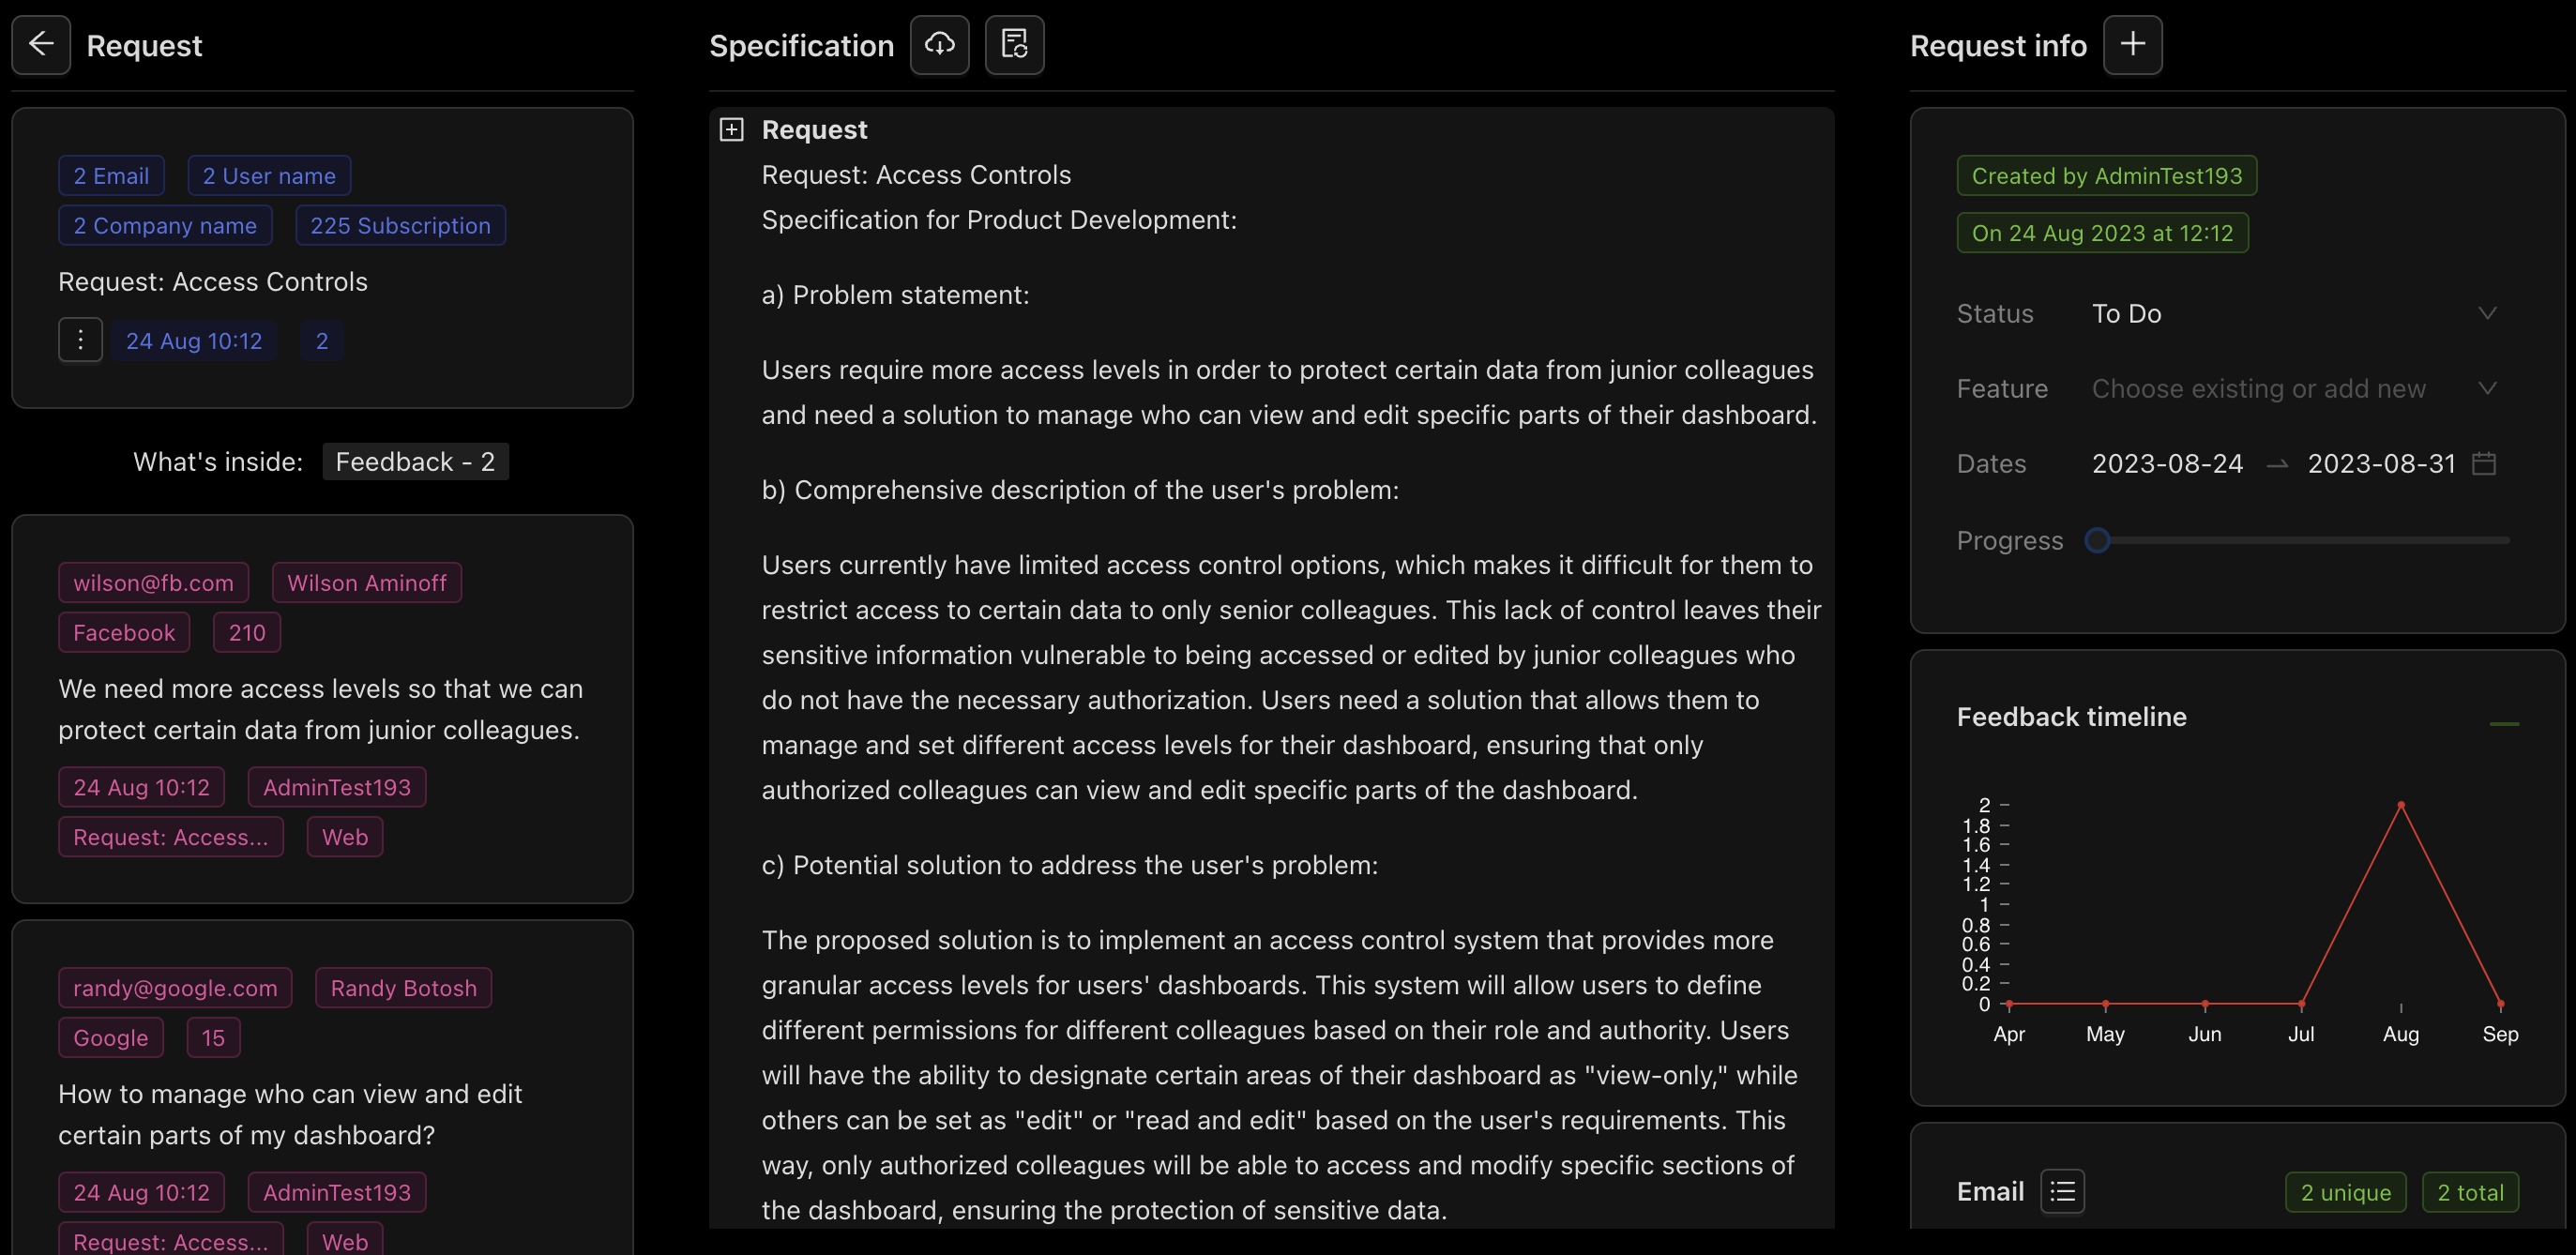 Request
2 Email
2 User name
2 Company name
225 Subscription
Request: Access Controls
24 Aug 10:12
2
What's inside:
Feedback - 2
wilson@fb.com
Wilson Aminoff
Facebook
210
We need more access levels so that we can
protect certain data from junior colleagues.
24 Aug 10:12
AdminTest193
Request: Access...
Web
randy@google.com
Randy Botosh
Google
15
How to manage who can view and edit
certain parts of my dashboard?
24 Aug 10:12
AdminTest193
Request: Access...
Web
Specification
Request
Request: Access Controls
Specification for Product Development:
a) Problem statement:
Users require more access levels in order to protect certain data from junior colleagues
and need a solution to manage who can view and edit specific parts of their dashboard.
b) Comprehensive description of the user's problem:
Users currently have limited access control options, which makes it difficult for them to
restrict access to certain data to only senior colleagues. This lack of control leaves their
sensitive information vulnerable to being accessed or edited by junior colleagues who
do not have the necessary authorization. Users need a solution that allows them to
manage and set different access levels for their dashboard, ensuring that only
authorized colleagues can view and edit specific parts of the dashboard.
c) Potential solution to address the user's problem:
The proposed solution is to implement an access control system that provides more
granular access levels for users' dashboards. This system will allow users to define
different permissions for different colleagues based on their role and authority. Users
will have the ability to designate certain areas of their dashboard as "view-only," while
others can be set as "edit" or "read and edit" based on the user's requirements. This
way, only authorized colleagues will be able to access and modify specific sections of
the dashboard, ensuring the protection of sensitive data.
Request info
Created by AdminTest193
On 24 Aug 2023 at 12:12
Status To Do
Feature Choose existing or add new
Dates 2023-08-24 → 2023-08-31
Progress
Feedback timeline
2
1.8
1.6
1.4
1.2
1
0.8
0.6
0.4
0.2
0
Apr May Jun Jul Aug Sep
Email
2 unique
2 total